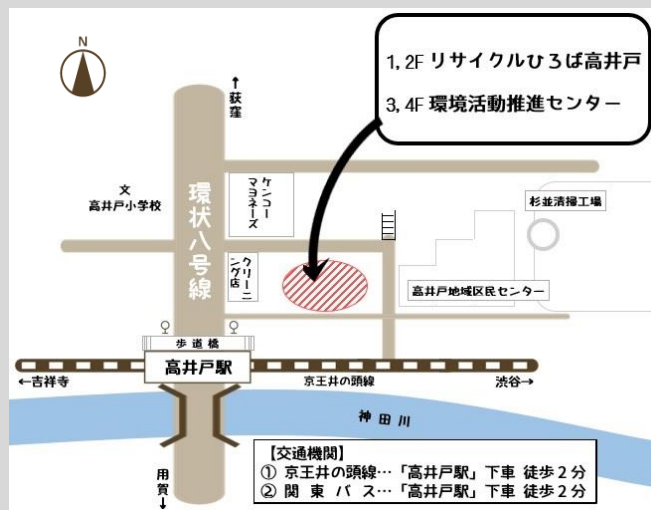 N
1,2F リサイクルひろば高井戸
3,4F 環境活動推進センター
↑
荻窪
文
高井戸小学校
環状八号線
ケンコー
マヨネーズ
杉並清掃工場
クリーニ
ング店
高井戸地域区民センター
歩道橋
高井戸駅
←吉祥寺
京王井の頭線
渋谷→
神田川
用賀
↓
【交通機関】
① 京王井の頭線…「高井戸駅」下車 徒歩2分
② 関 東 バ ス…「高井戸駅」下車 徒歩2分